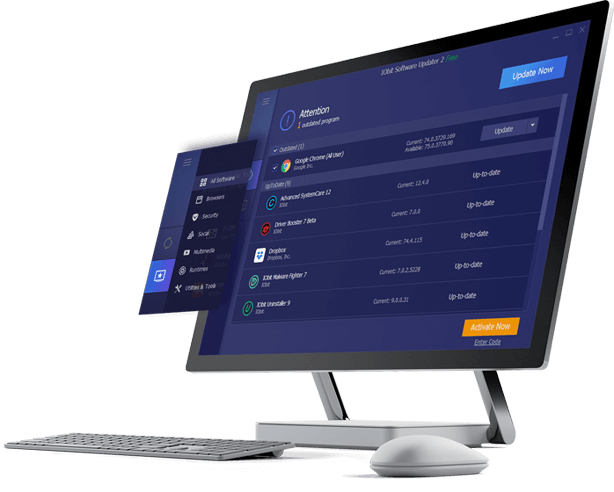 IObit Software Updater 2 Free
Update Now
Attention
1 outdated program
Outdated (1)
Google Chrome (All User)
Google Inc.
Current: 74.0.3729.169
Available: 75.0.3770.90
Update
UpToDate (9)
Advanced SystemCare 12
IObit
Current: 12.4.0
Up-to-date
Driver Booster 7 Beta
IObit
Current: 7.0.0
Up-to-date
Dropbox
Dropbox, Inc.
Current: 74.4.115
Up-to-date
IObit Malware Fighter 7
IObit
Current: 7.0.2.5228
Up-to-date
IObit Uninstaller 9
IObit
Current: 9.0.0.31
Up-to-date
Activate Now
Enter Code
All Software
Browsers
Security
Social
Multimedia
Runtimes
Utilities & Tools